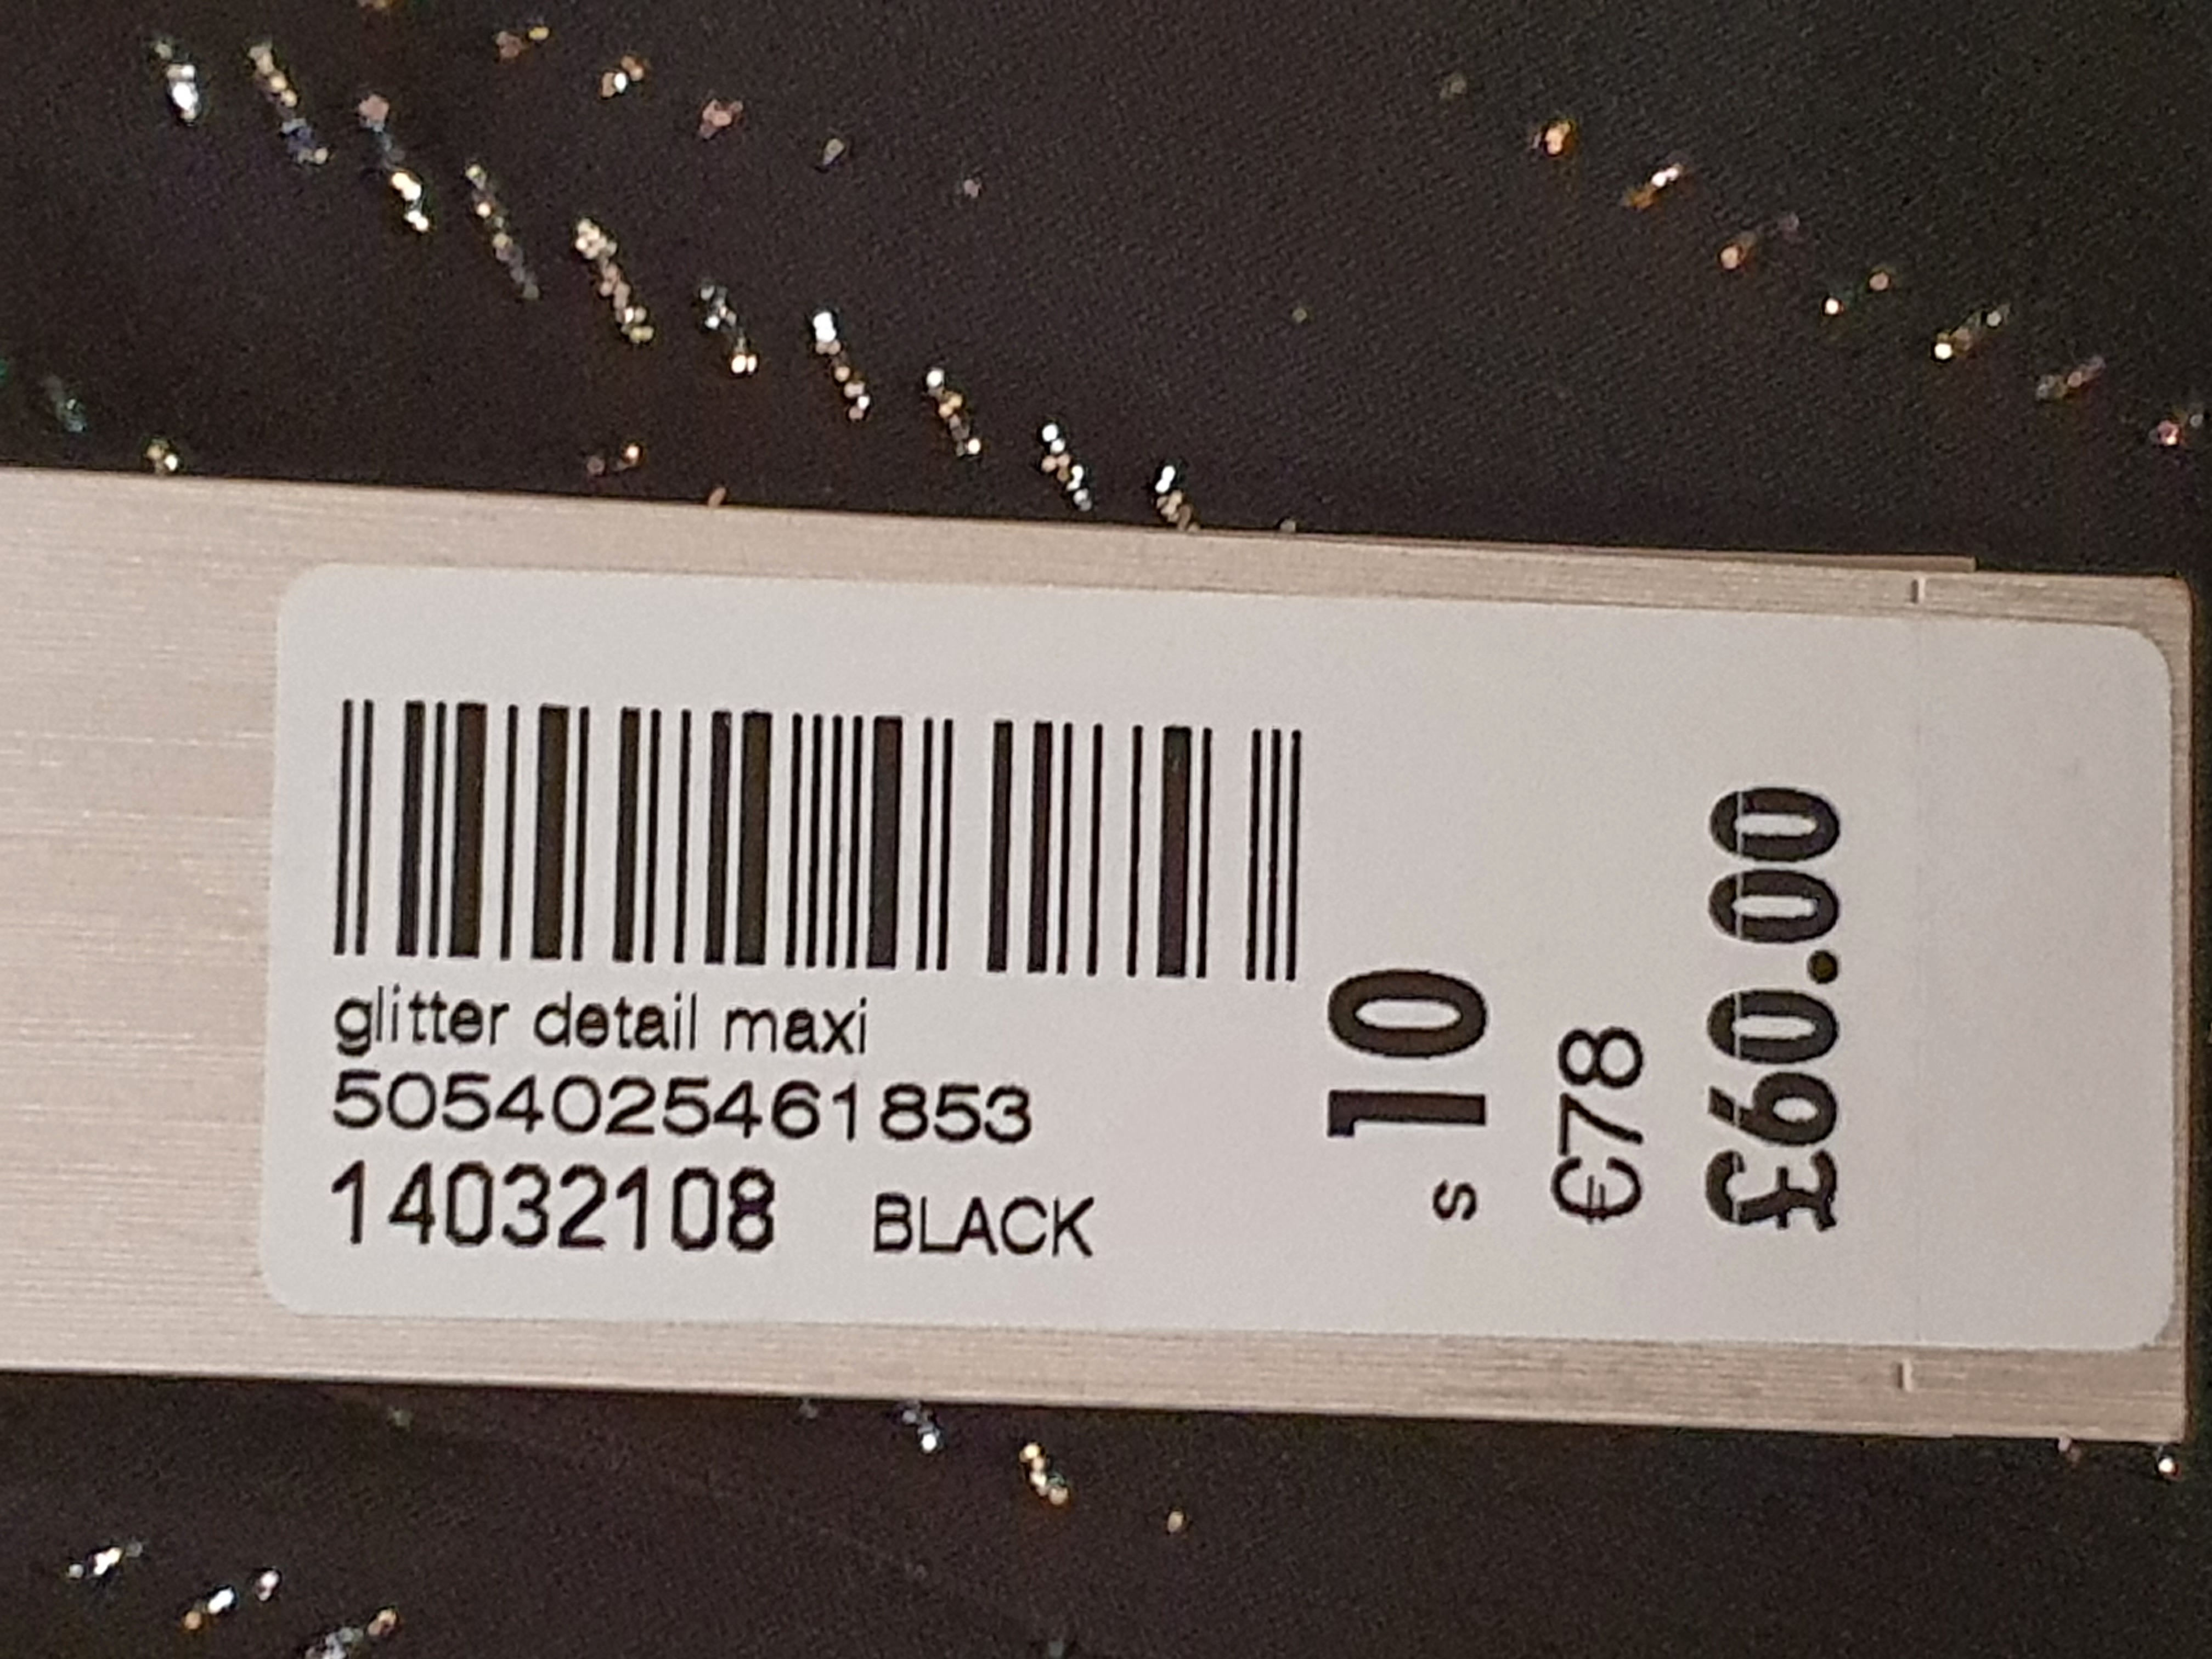 glitter detail maxi
5054025461853
14032108 BLACK
s 10
€78
£60.00